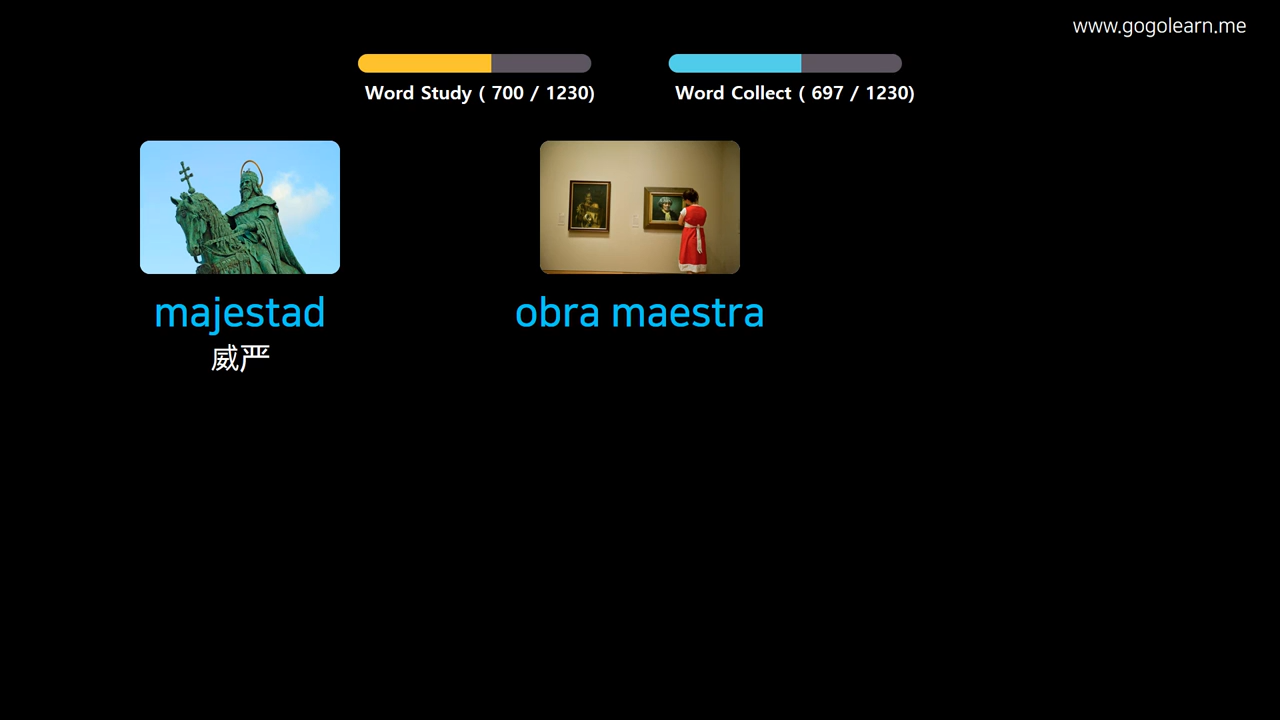 www.gogolearn.me
Word Study ( 700 / 1230)
Word Collect ( 697 / 1230)
majestad
威严
obra maestra